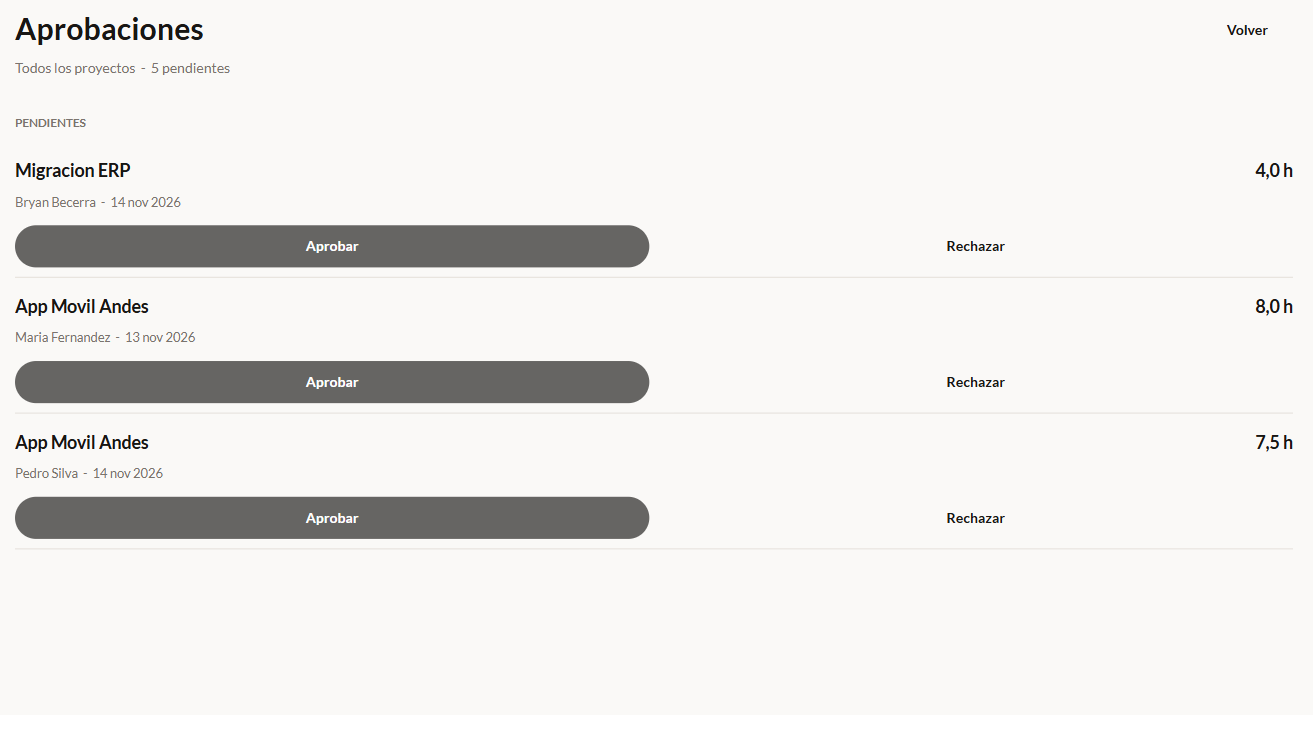 Aprobaciones
Volver
Todos los proyectos - 5 pendientes
PENDIENTES
Migracion ERP
4,0 h
Bryan Becerra - 14 nov 2026
Aprobar
Rechazar
App Movil Andes
8,0 h
Maria Fernandez - 13 nov 2026
Aprobar
Rechazar
App Movil Andes
7,5 h
Pedro Silva - 14 nov 2026
Aprobar
Rechazar